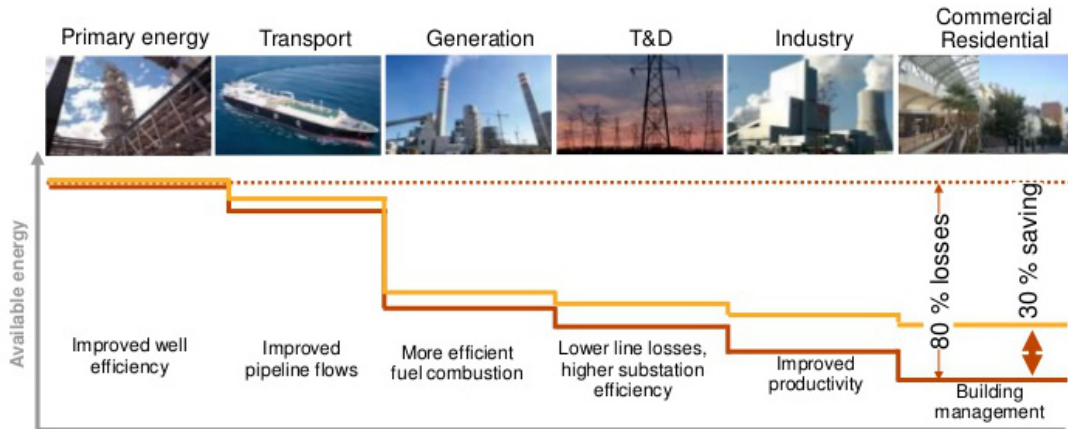 Primary energy
Transport
Generation
T&D
Industry
Commercial
Residential
Available energy
80 % losses
30 % saving
Improved well
efficiency
Improved
pipeline flows
More efficient
fuel combustion
Lower line losses,
higher substation
efficiency
Improved
productivity
Building
management